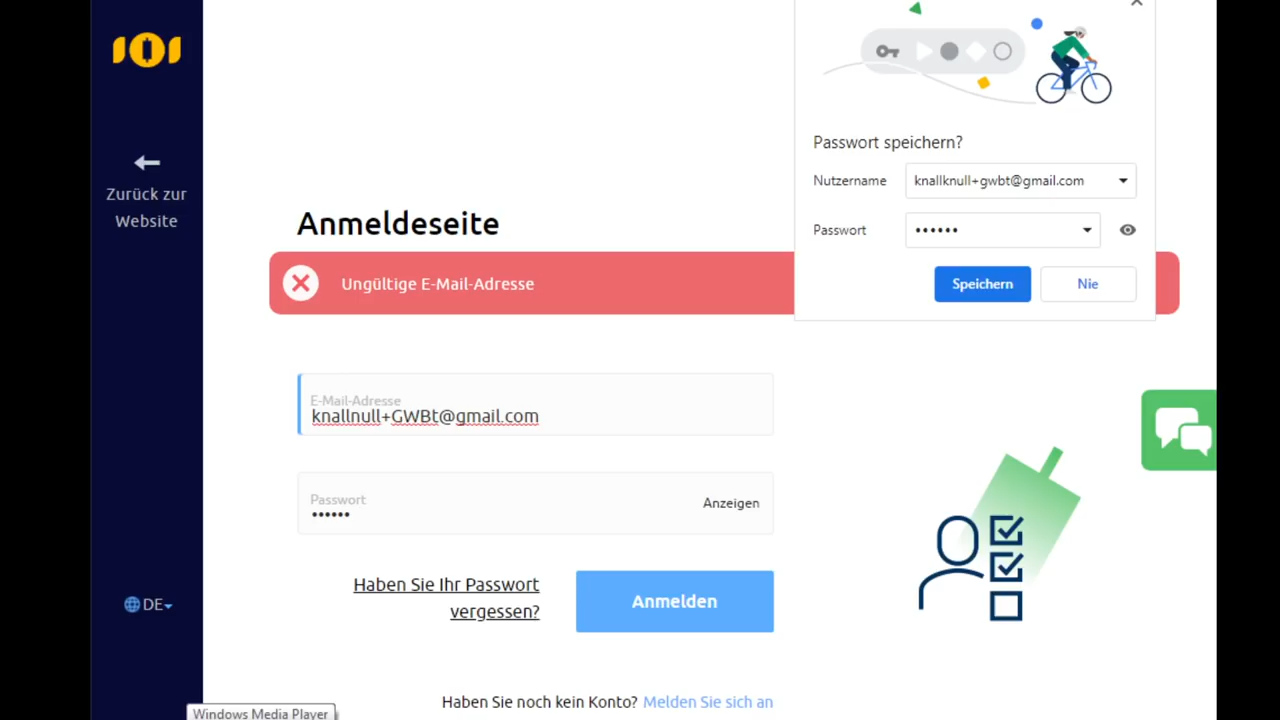 Passwort speichern?
Nutzername
knallknull+gwbt@gmail.com
Passwort
••••••
Speichern
Nie
Zurück zur
Website
Anmeldeseite
Ungültige E-Mail-Adresse
E-Mail-Adresse
knallnull+GWBt@gmail.com
Passwort
••••••
Anzeigen
Haben Sie Ihr Passwort
vergessen?
Anmelden
DE
Haben Sie noch kein Konto? Melden Sie sich an
Windows Media Player